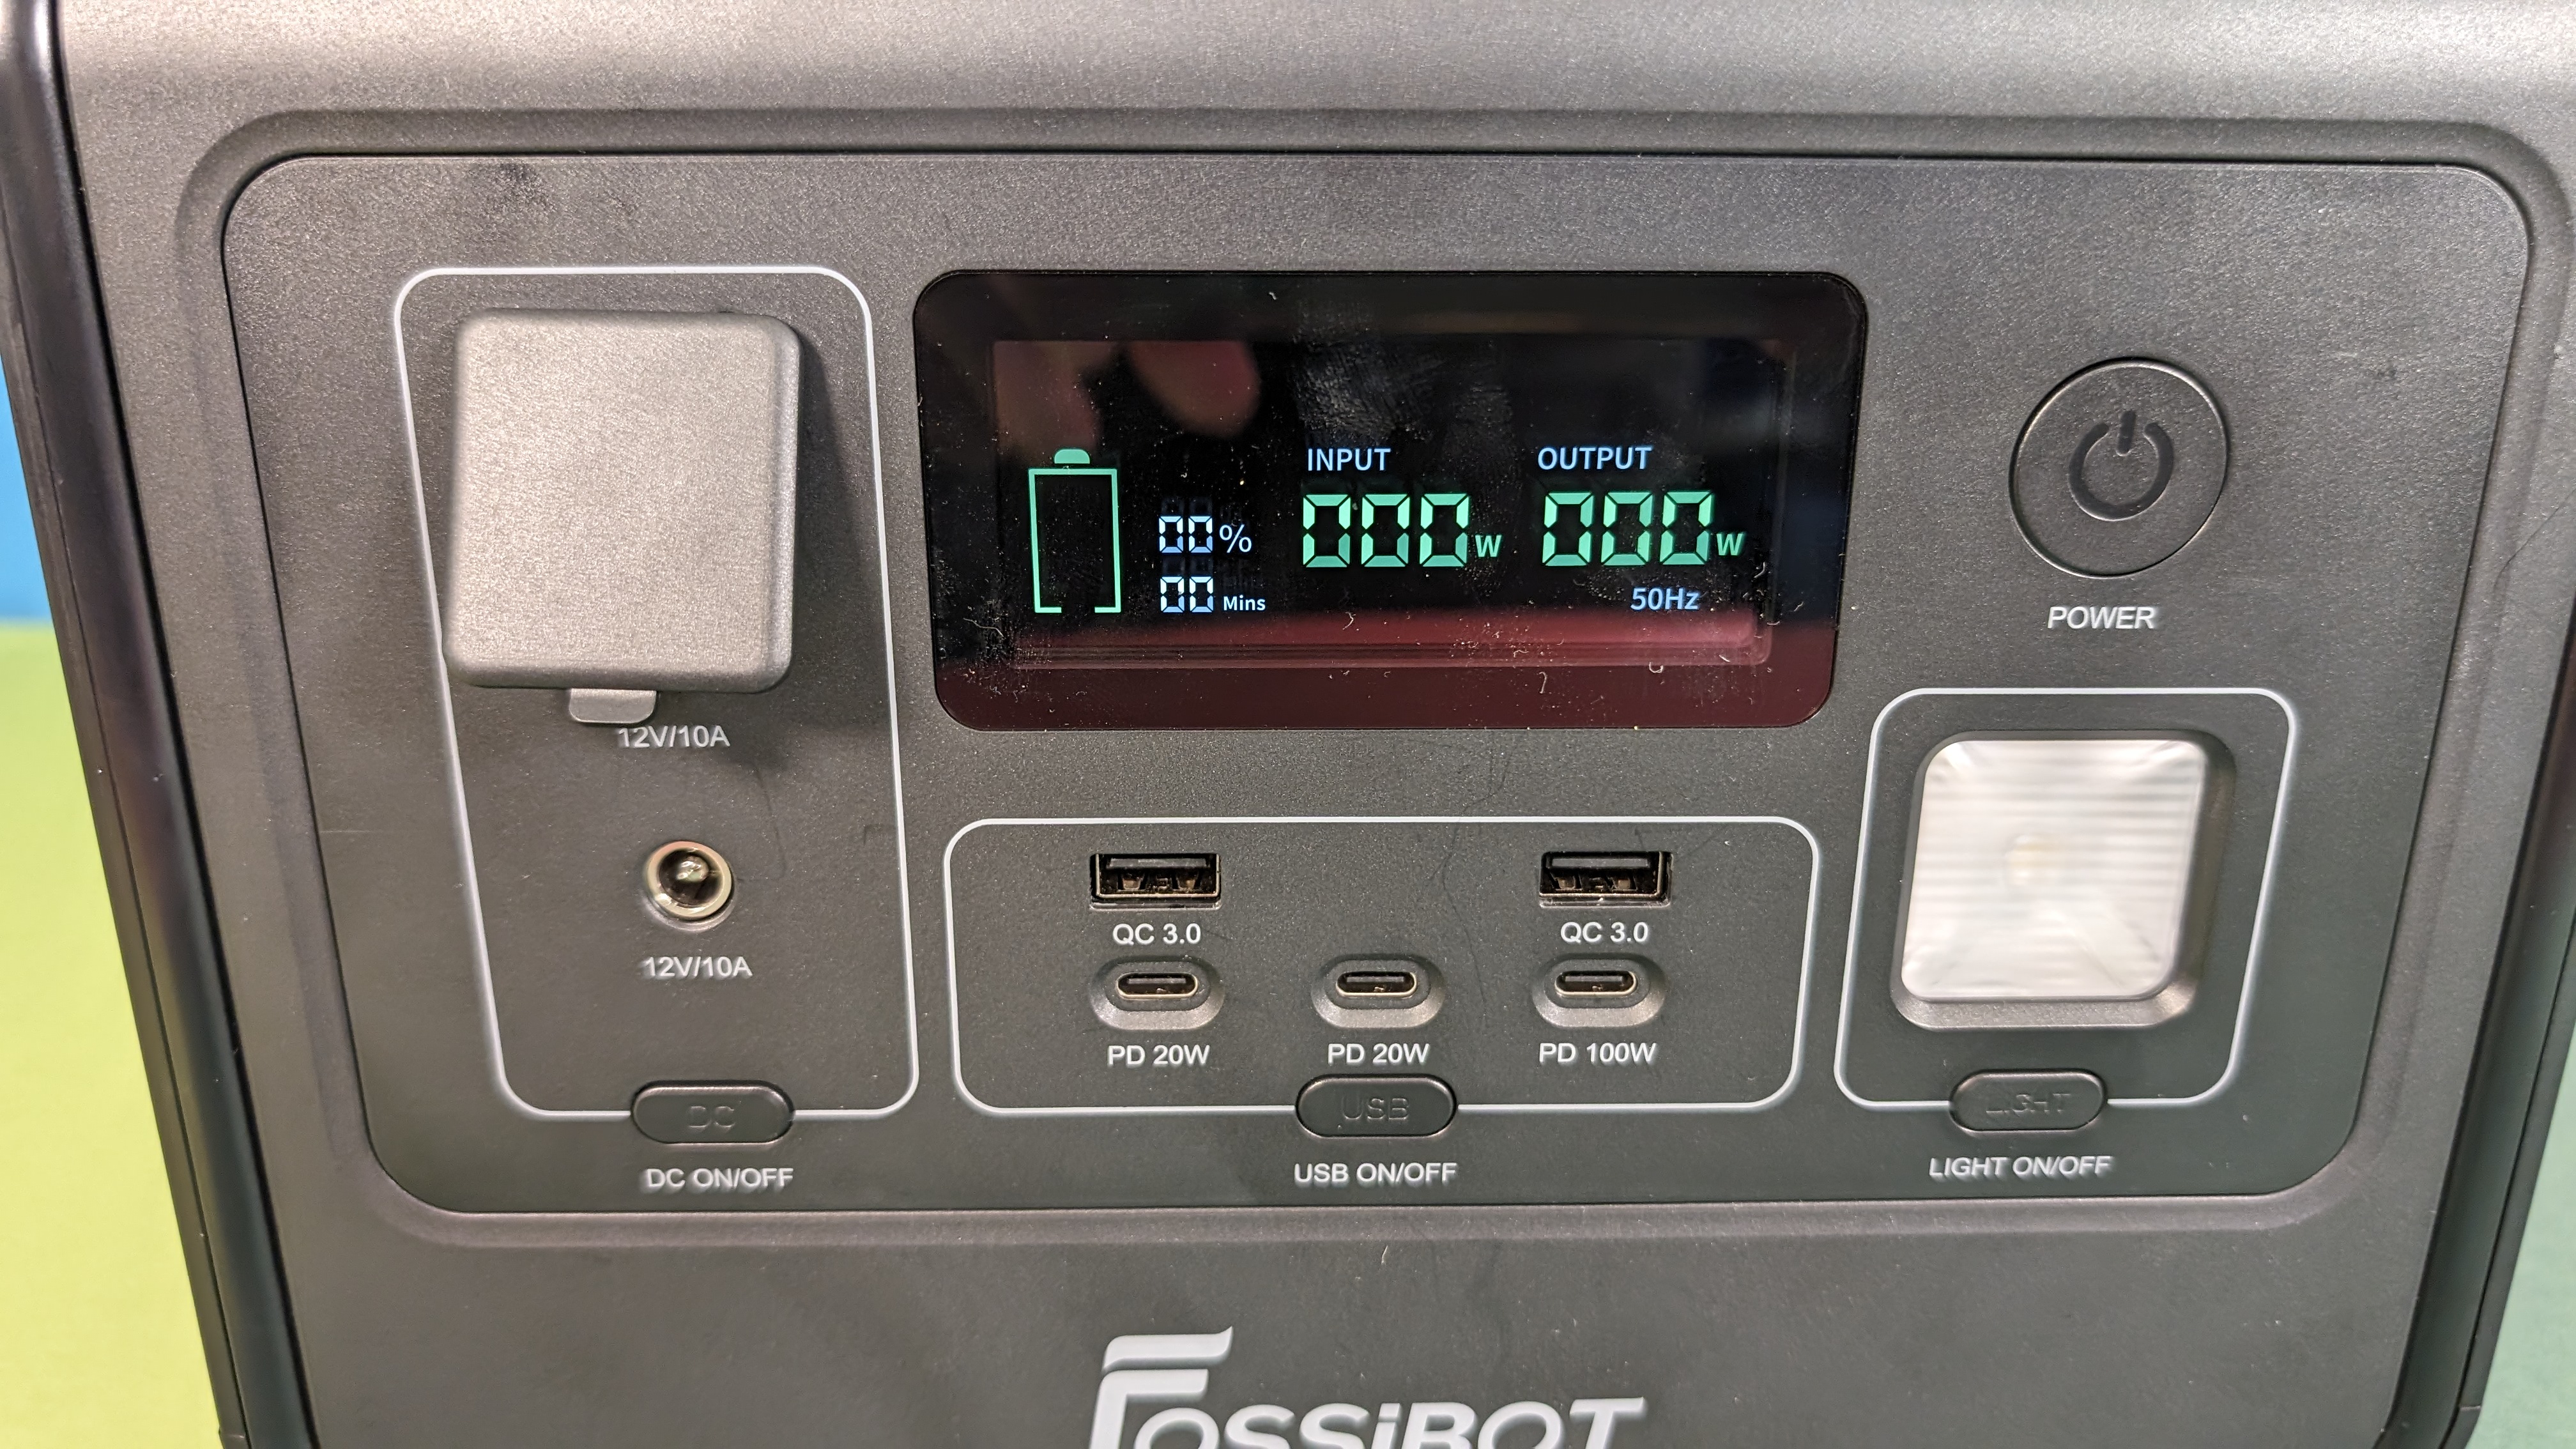 INPUT OUTPUT
00% 000W 000W
00 Mins 50Hz
POWER
12V/10A
12V/10A
QC 3.0 QC 3.0
PD 20W PD 20W PD 100W
DC USB LIGHT
DC ON/OFF USB ON/OFF LIGHT ON/OFF
FOSSiBOT